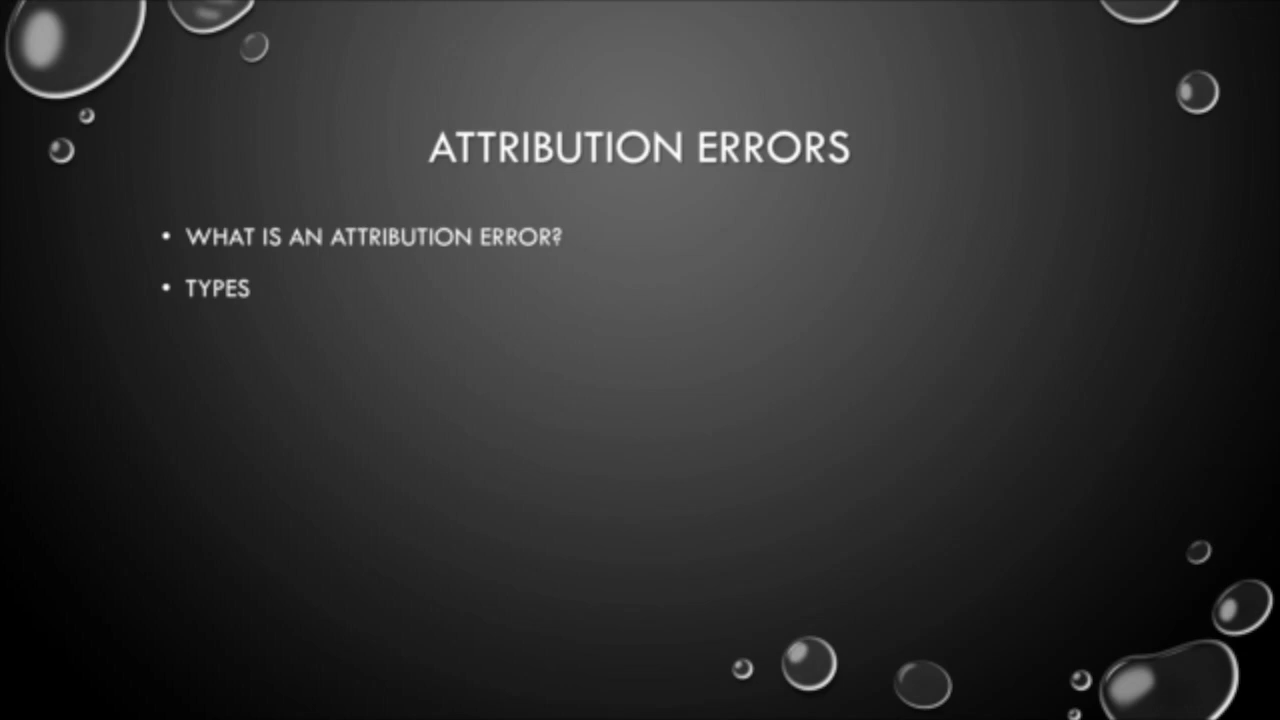 ATTRIBUTION ERRORS
• WHAT IS AN ATTRIBUTION ERROR?
• TYPES